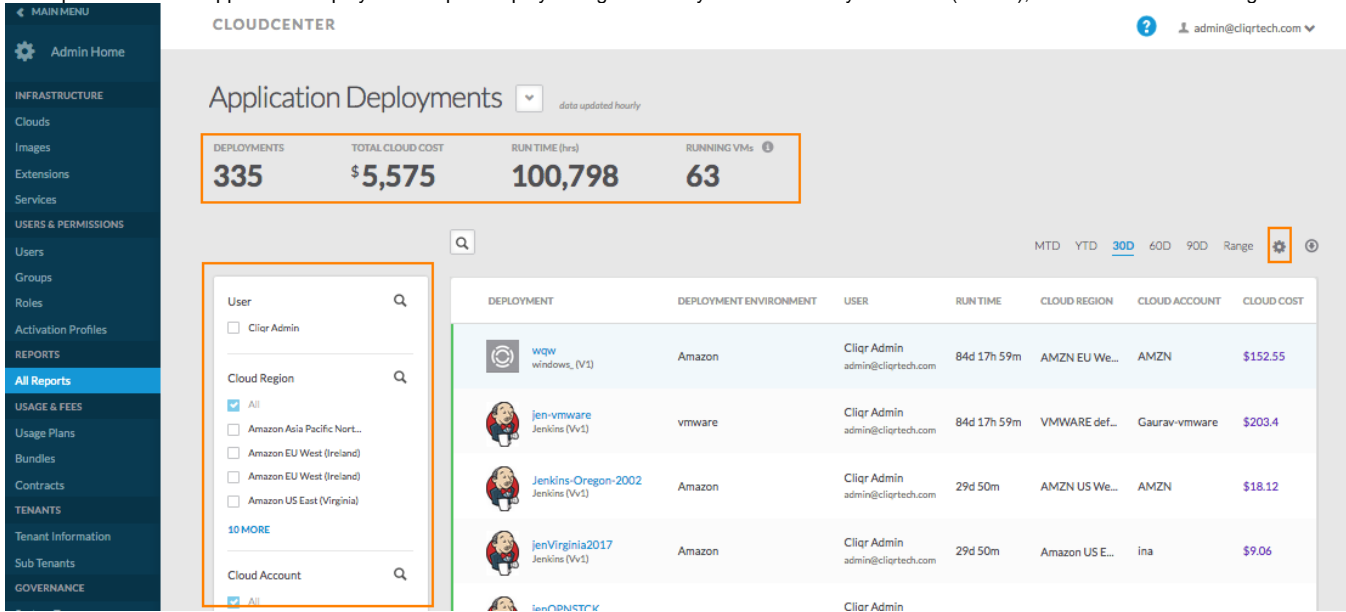 MAIN MENU
Admin Home
INFRASTRUCTURE
Clouds
Images
Extensions
Services
USERS & PERMISSIONS
Users
Groups
Roles
Activation Profiles
REPORTS
All Reports
USAGE & FEES
Usage Plans
Bundles
Contracts
TENANTS
Tenant Information
Sub Tenants
GOVERNANCE
CLOUDCENTER
? admin@cliqrtech.com
Application Deployments data updated hourly
DEPLOYMENTS TOTAL CLOUD COST RUN TIME (hrs) RUNNING VMs
335 $5,575 100,798 63
MTD YTD 30D 60D 90D Range
User
Cliqr Admin
Cloud Region
All
Amazon Asia Pacific Nort...
Amazon EU West (Ireland)
Amazon EU West (Ireland)
Amazon US East (Virginia)
10 MORE
Cloud Account
All
DEPLOYMENT DEPLOYMENT ENVIRONMENT USER RUN TIME CLOUD REGION CLOUD ACCOUNT CLOUD COST
wqw Amazon Cliqr Admin 84d 17h 59m AMZN EU We... AMZN $152.55
windows_ (V1) admin@cliqrtech.com
jen-vmware vmware Cliqr Admin 84d 17h 59m VMWARE def... Gaurav-vmware $203.4
Jenkins (Vv1) admin@cliqrtech.com
Jenkins-Oregon-2002 Amazon Cliqr Admin 29d 50m AMZN US We... AMZN $18.12
Jenkins (Vv1) admin@cliqrtech.com
jenVirginia2017 Amazon Cliqr Admin 29d 50m Amazon US E... ina $9.06
Jenkins (Vv1) admin@cliqrtech.com
jenOPNSTCK Cliqr Admin